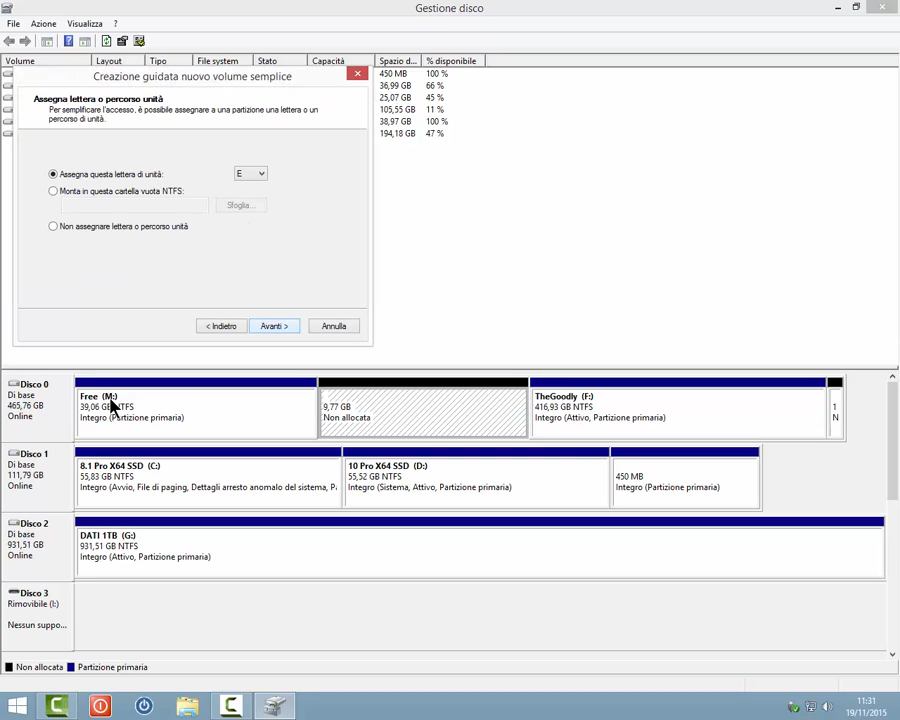 Gestione disco
File Azione Visualizza ?
Volume Layout Tipo File system Stato Capacità Spazio d... % disponibile
Creazione guidata nuovo volume semplice
Assegna lettera o percorso unità
Per semplificare l'accesso, è possibile assegnare a una partizione una lettera o un
percorso di unità.
Assegna questa lettera di unità: E
Monta in questa cartella vuota NTFS:
Sfoglia...
Non assegnare lettera o percorso unità
< Indietro Avanti > Annulla
450 MB 100 %
36,99 GB 66 %
25,07 GB 45 %
105,55 GB 11 %
38,97 GB 100 %
194,18 GB 47 %
Disco 0
Di base
465,76 GB
Online
Free (M:)
39,06 GB NTFS
Integro (Partizione primaria)
9,77 GB
Non allocata
TheGoodly (F:)
416,93 GB NTFS
Integro (Attivo, Partizione primaria)
1
N
Disco 1
Di base
111,79 GB
Online
8.1 Pro X64 SSD (C:)
55,83 GB NTFS
Integro (Avvio, File di paging, Dettagli arresto anomalo del sistema, P
10 Pro X64 SSD (D:)
55,52 GB NTFS
Integro (Sistema, Attivo, Partizione primaria)
450 MB
Integro (Partizione primaria)
Disco 2
Di base
931,51 GB
Online
DATI 1TB (G:)
931,51 GB NTFS
Integro (Attivo, Partizione primaria)
Disco 3
Rimovibile (I:)
Nessun suppo...
Non allocata Partizione primaria
11:31
19/11/2015